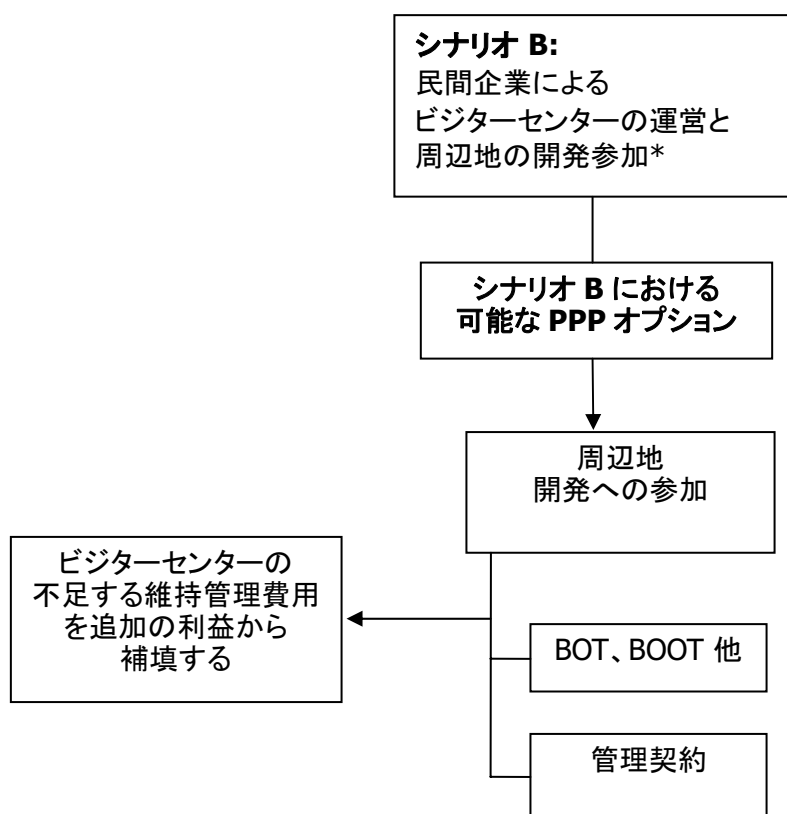 シナリオ B:
民間企業による
ビジターセンターの運営と
周辺地の開発参加*
シナリオ B における
可能な PPP オプション
周辺地
開発への参加
ビジターセンターの
不足する維持管理費用
を追加の利益から
補填する
BOT、BOOT 他
管理契約